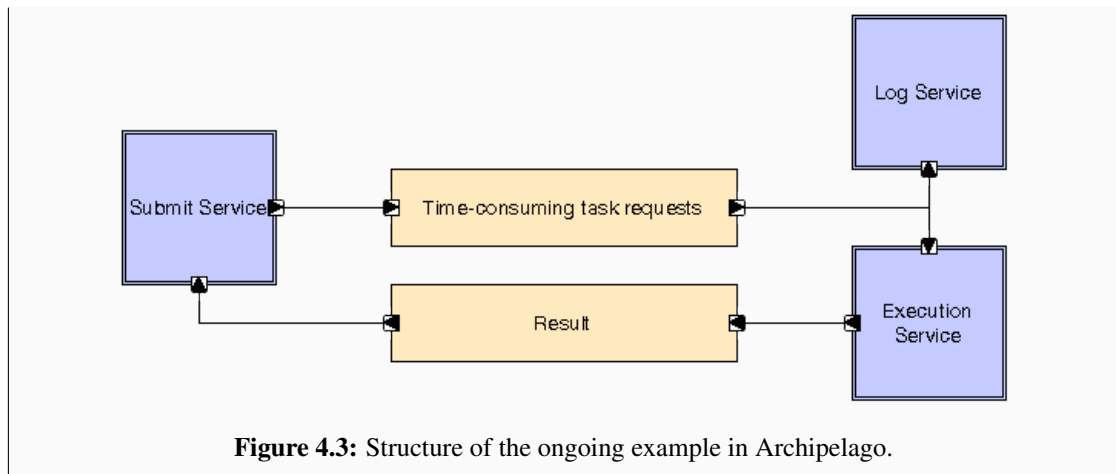 Log Service
Submit Service
Time-consuming task requests
Result
Execution
Service
Figure 4.3: Structure of the ongoing example in Archipelago.